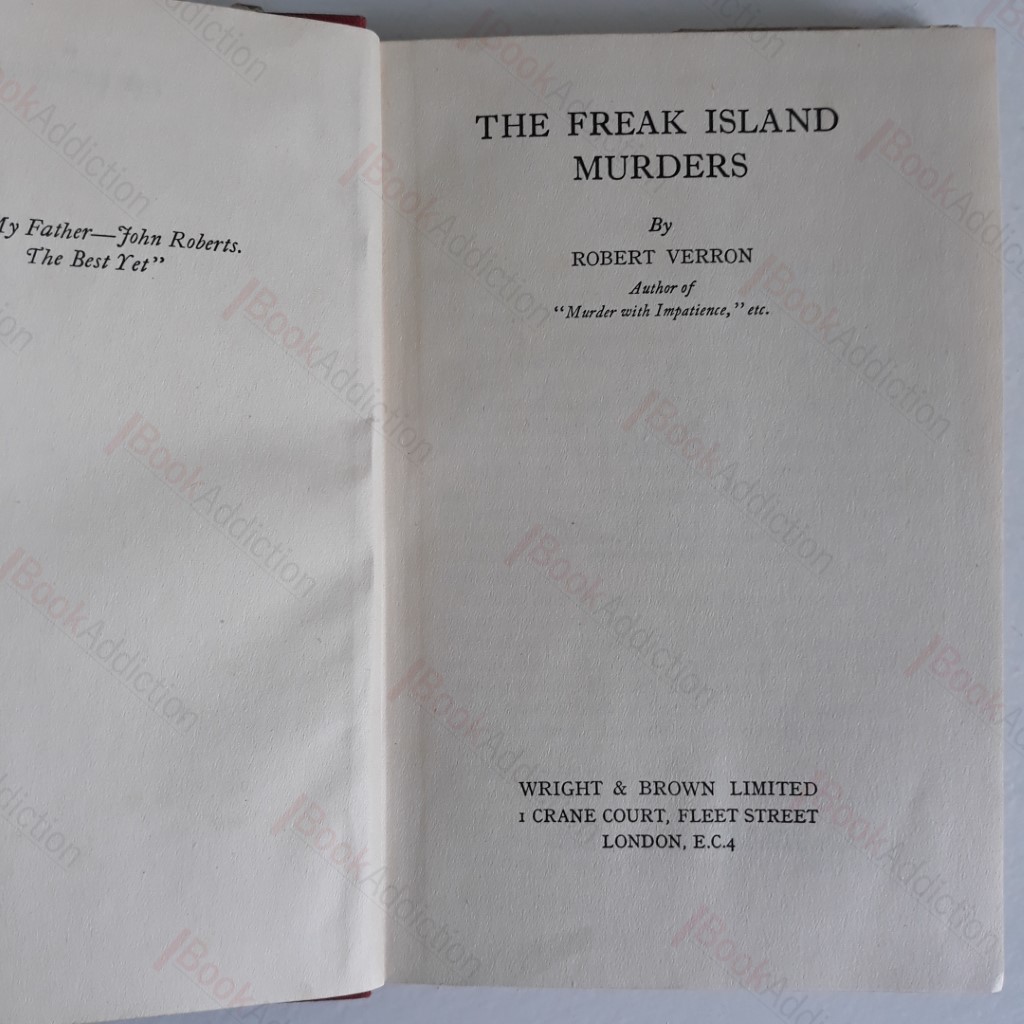 My Father—John Roberts.
The Best Yet”
THE FREAK ISLAND
MURDERS
By
ROBERT VERRON
Author of
“Murder with Impatience,” etc.
WRIGHT & BROWN LIMITED
1 CRANE COURT, FLEET STREET
LONDON, E.C.4
BookAddiction